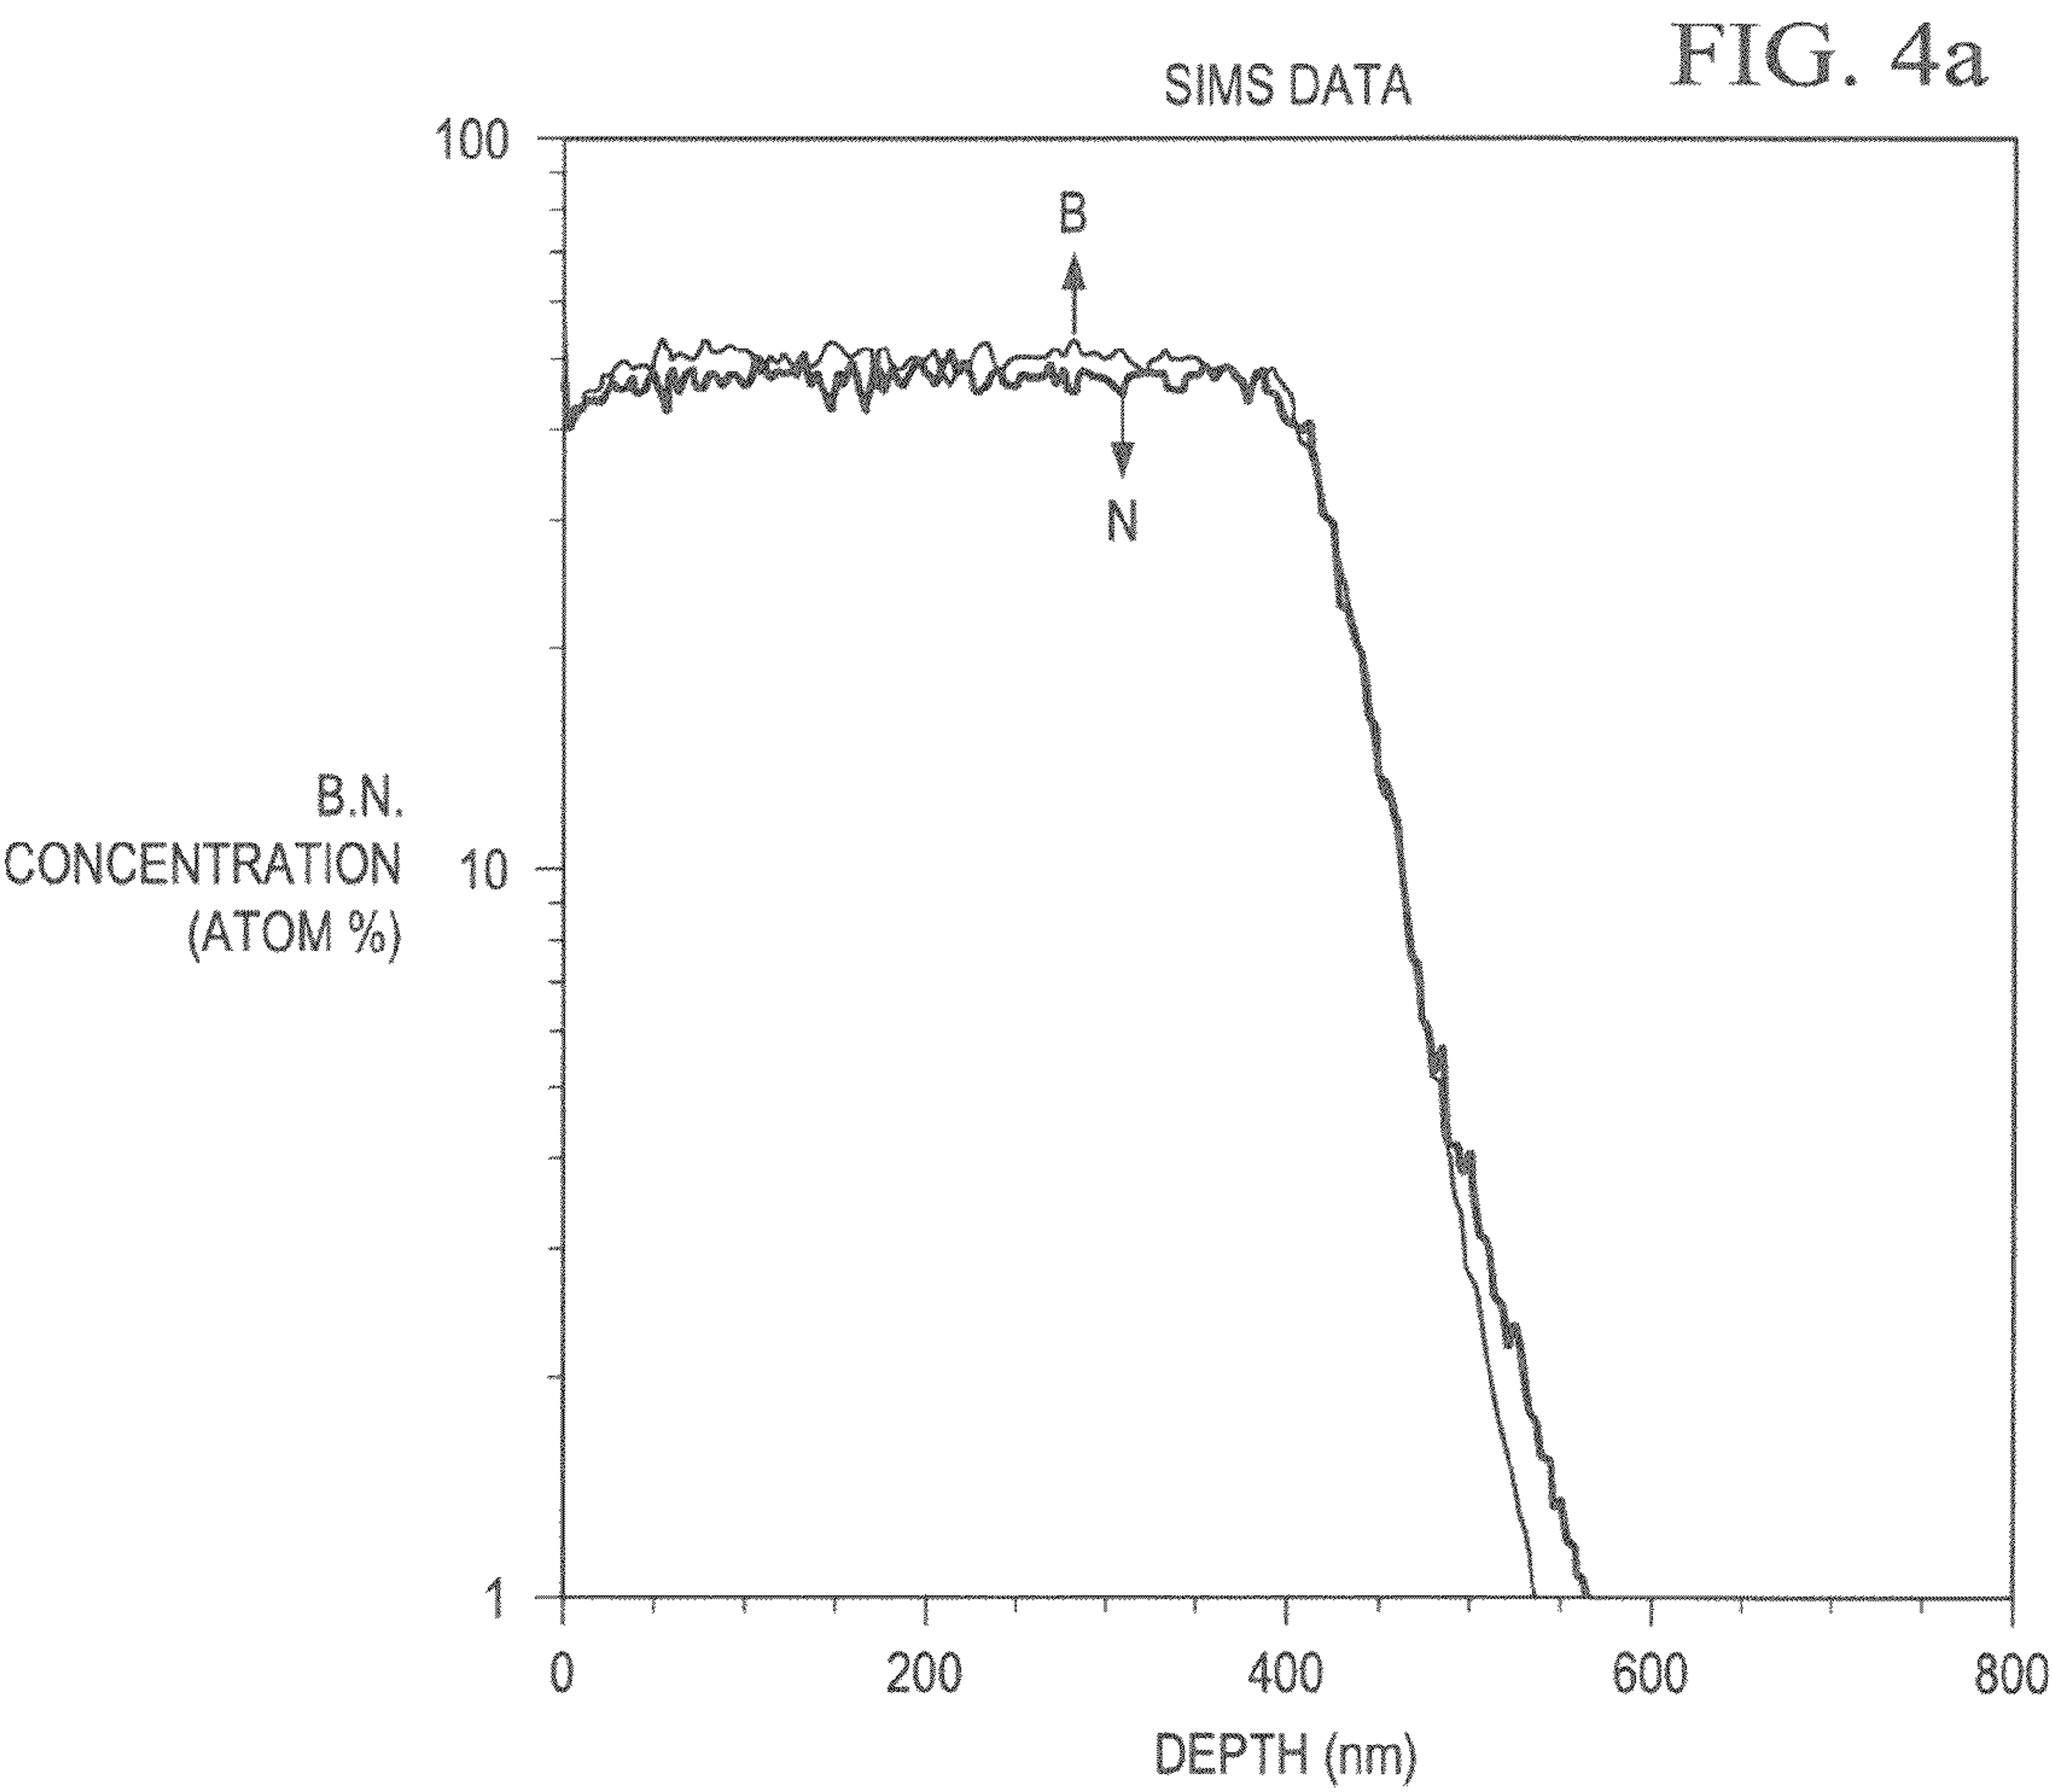 FIG. 4a
SIMS DATA
100
B
N
B.N.
CONCENTRATION
(ATOM %)
10
1
0 200 400 600 800
DEPTH (nm)